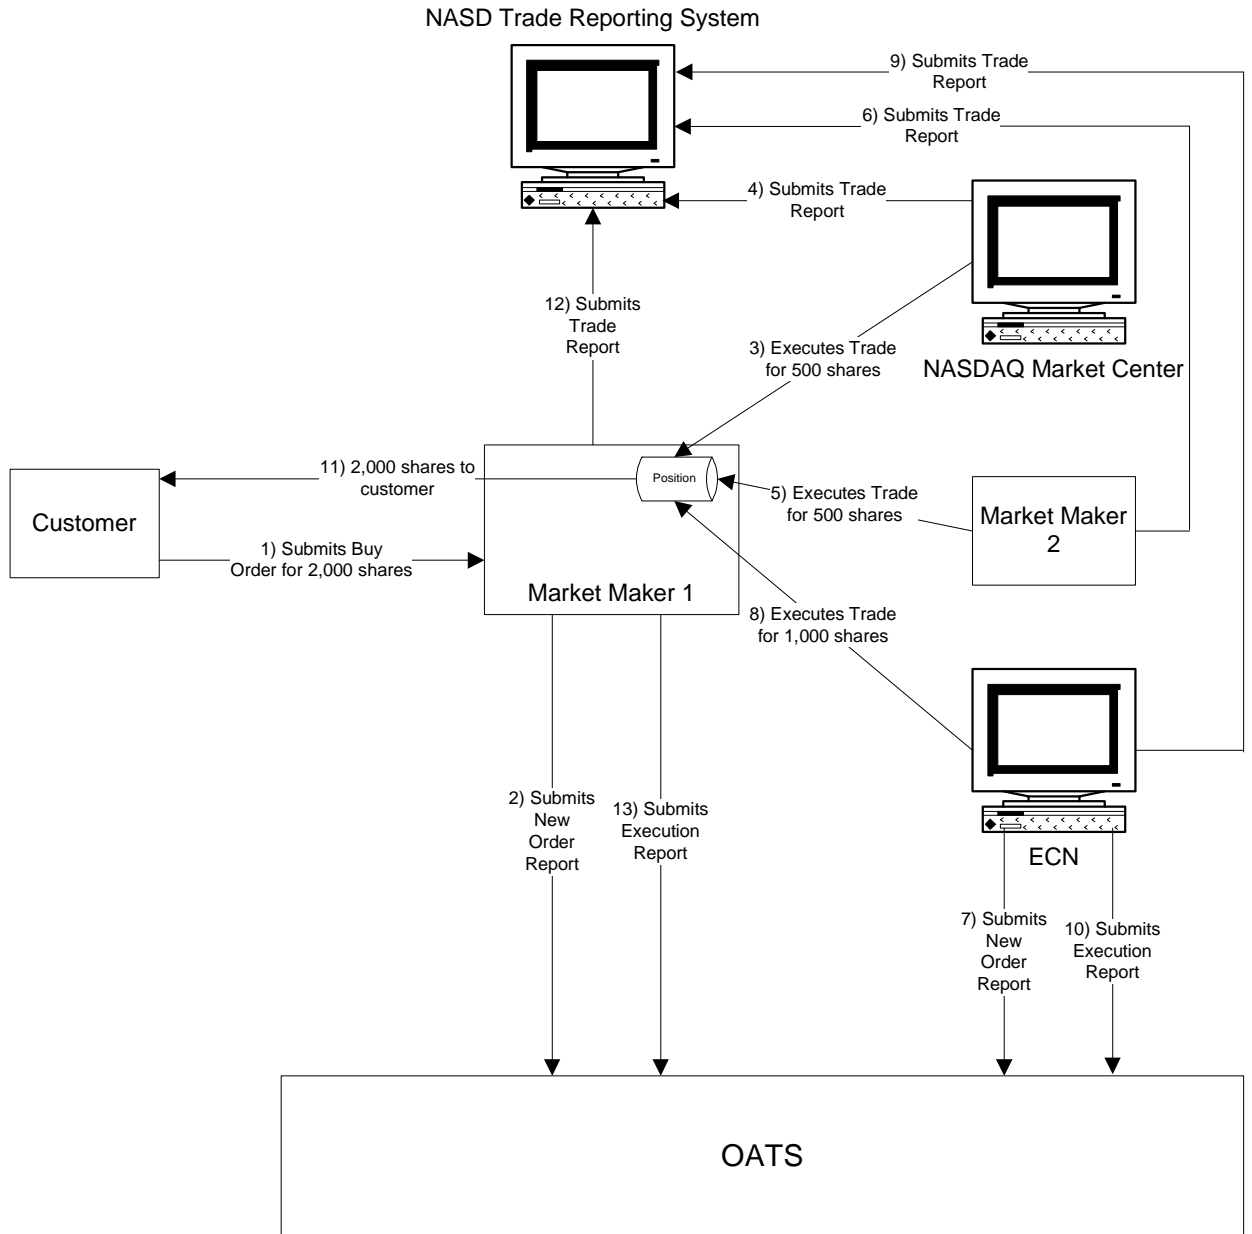 NASD Trade Reporting System
9) Submits Trade
Report
6) Submits Trade
Report
4) Submits Trade
Report
12) Submits
Trade
Report
3) Executes Trade
for 500 shares
NASDAQ Market Center
11) 2,000 shares to
customer
Position
5) Executes Trade
for 500 shares
Market Maker
2
Customer
1) Submits Buy
Order for 2,000 shares
Market Maker 1
8) Executes Trade
for 1,000 shares
2) Submits
New
Order
Report
13) Submits
Execution
Report
ECN
7) Submits
New
Order
Report
10) Submits
Execution
Report
OATS